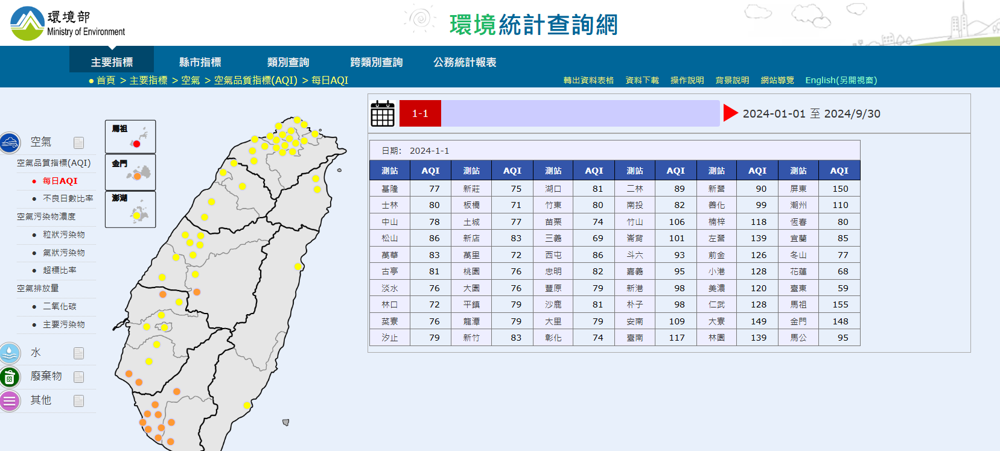 環境部
Ministry of Environment
環境統計查詢網
主要指標 縣市指標 類別查詢 跨類別查詢 公務統計報表
首頁 > 主要指標 > 空氣 > 空氣品質指標(AQI) > 每日AQI
轉出資料表格 資料下載 操作說明 背景說明 網站導覽 English(另開視窗)
空氣
空氣品質指標(AQI)
每日AQI
不良日數比率
空氣污染物濃度
粒狀污染物
氣狀污染物
超標比率
空氣排放量
二氧化碳
主要污染物
水
廢棄物
其他
馬祖
金門
澎湖
1-1 2024-01-01 至 2024/9/30
日期： 2024-1-1
測站 AQI 測站 AQI 測站 AQI 測站 AQI 測站 AQI 測站 AQI
基隆 77 新莊 75 湖口 81 二林 89 新營 90 屏東 150
士林 80 板橋 71 竹東 80 南投 82 善化 99 潮州 110
中山 78 土城 77 苗栗 74 竹山 106 楠梓 118 恆春 80
松山 86 新店 83 三義 69 崙背 101 左營 139 宜蘭 85
萬華 83 萬里 72 西屯 86 斗六 93 前金 126 冬山 77
古亭 81 桃園 76 忠明 82 嘉義 95 小港 128 花蓮 68
淡水 76 大園 76 豐原 79 新港 98 美濃 120 臺東 59
林口 72 平鎮 79 沙鹿 81 朴子 98 仁武 128 馬祖 155
菜寮 76 龍潭 79 大里 79 安南 109 大寮 149 金門 148
汐止 79 新竹 83 彰化 74 臺南 117 林園 139 馬公 95